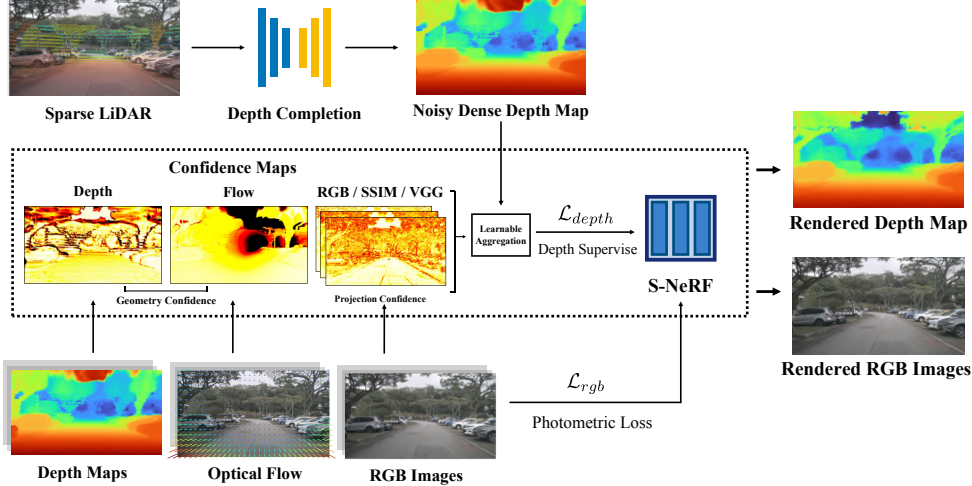 Sparse LiDAR
Depth Completion
Noisy Dense Depth Map
Confidence Maps
Depth
Flow
RGB / SSIM / VGG
Geometry Confidence
Projection Confidence
Learnable
Aggregation
ℒ_depth
Depth Supervise
S-NeRF
Rendered Depth Map
Rendered RGB Images
ℒ_rgb
Photometric Loss
Depth Maps
Optical Flow
RGB Images